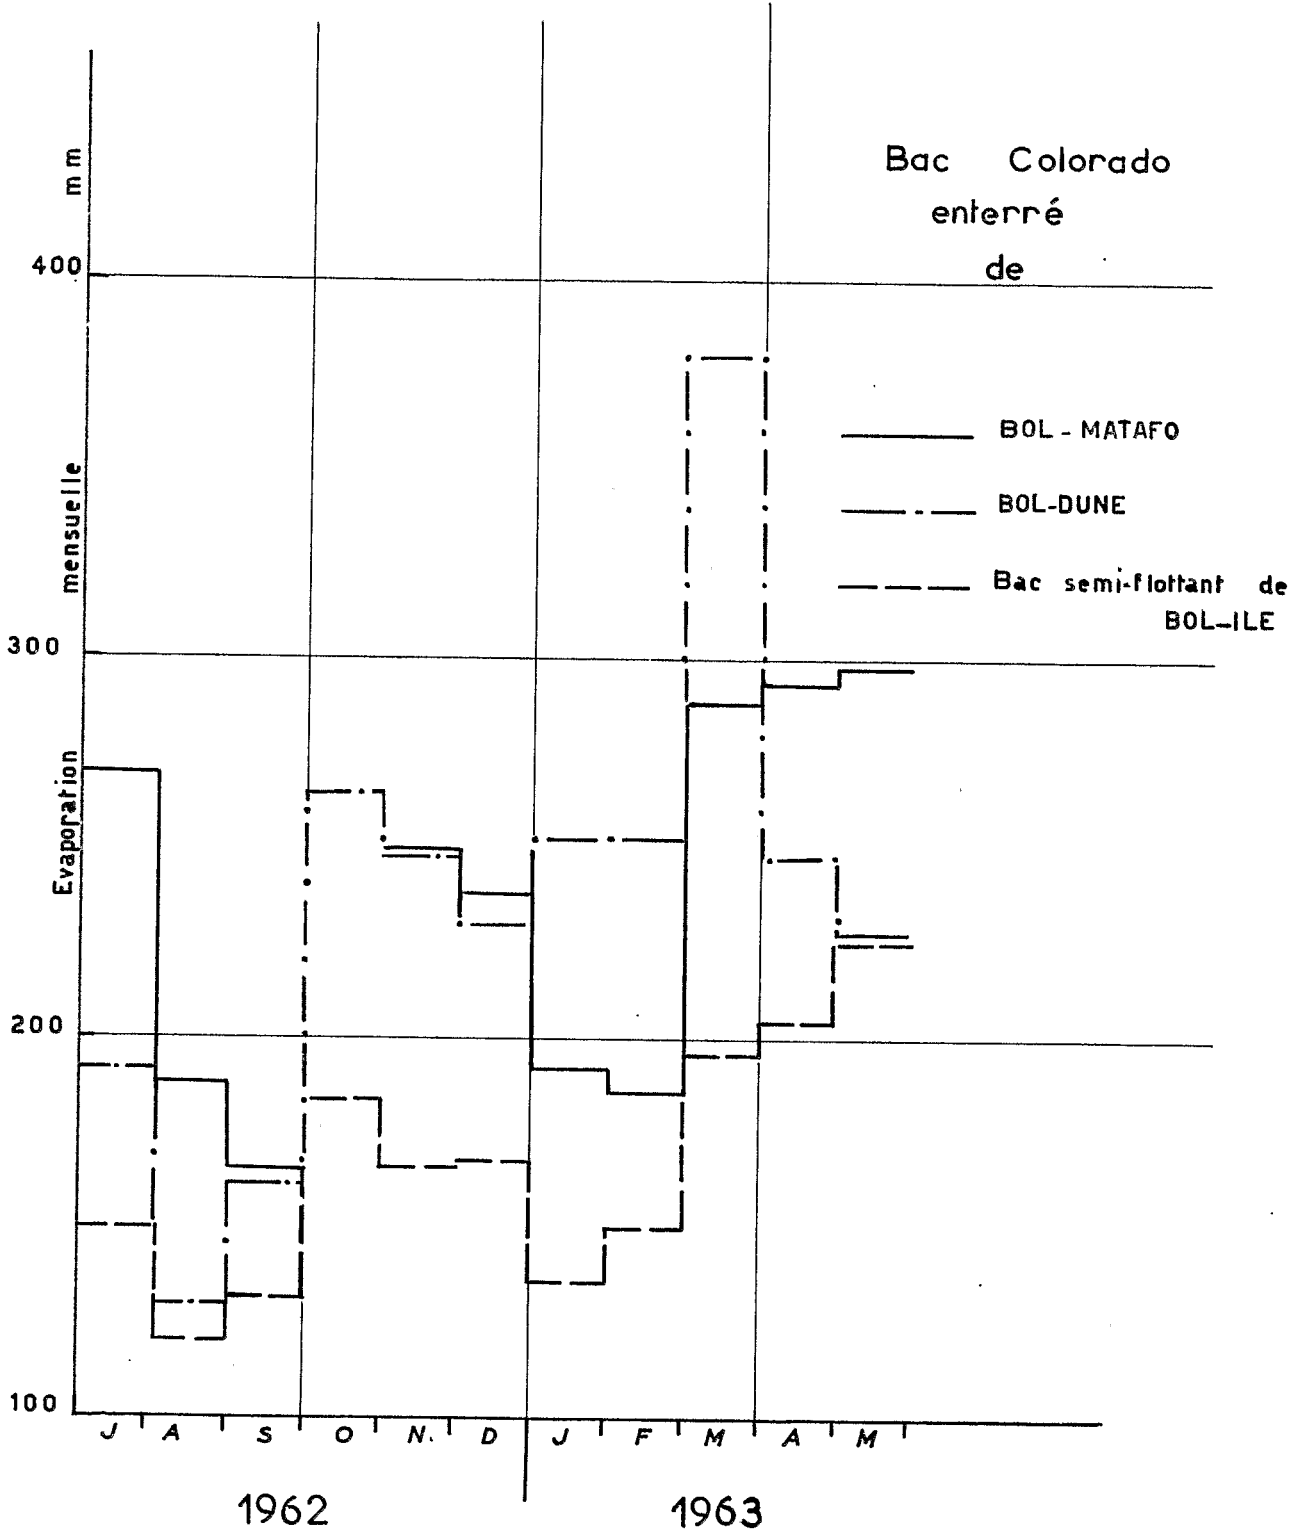 Bac Colorado
enterré
de
BOL - MATAFO
BOL-DUNE
Bac semi-flottant de
BOL-ILE
Evaporation mensuelle mm
400
300
200
100
J A S O N. D J F M A M
1962 1963